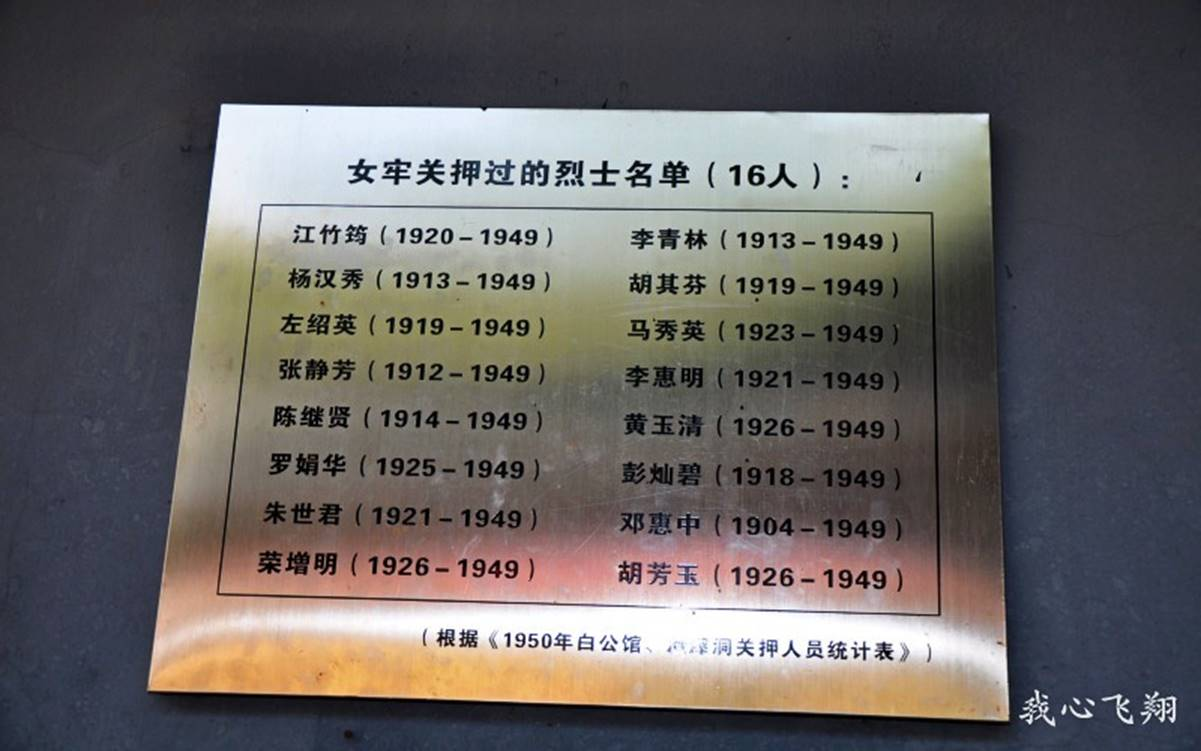 女牢关押过的烈士名单（16人）：
江竹筠（1920－1949） 李青林（1913－1949）
杨汉秀（1913－1949） 胡其芬（1919－1949）
左绍英（1919－1949） 马秀英（1923－1949）
张静芳（1912－1949） 李惠明（1921－1949）
陈继贤（1914－1949） 黄玉清（1926－1949）
罗娟华（1925－1949） 彭灿碧（1918－1949）
朱世君（1921－1949） 邓惠中（1904－1949）
荣增明（1926－1949） 胡芳玉（1926－1949）
（根据《1950年白公馆、洞关押人员统计表》）
我心飞翔